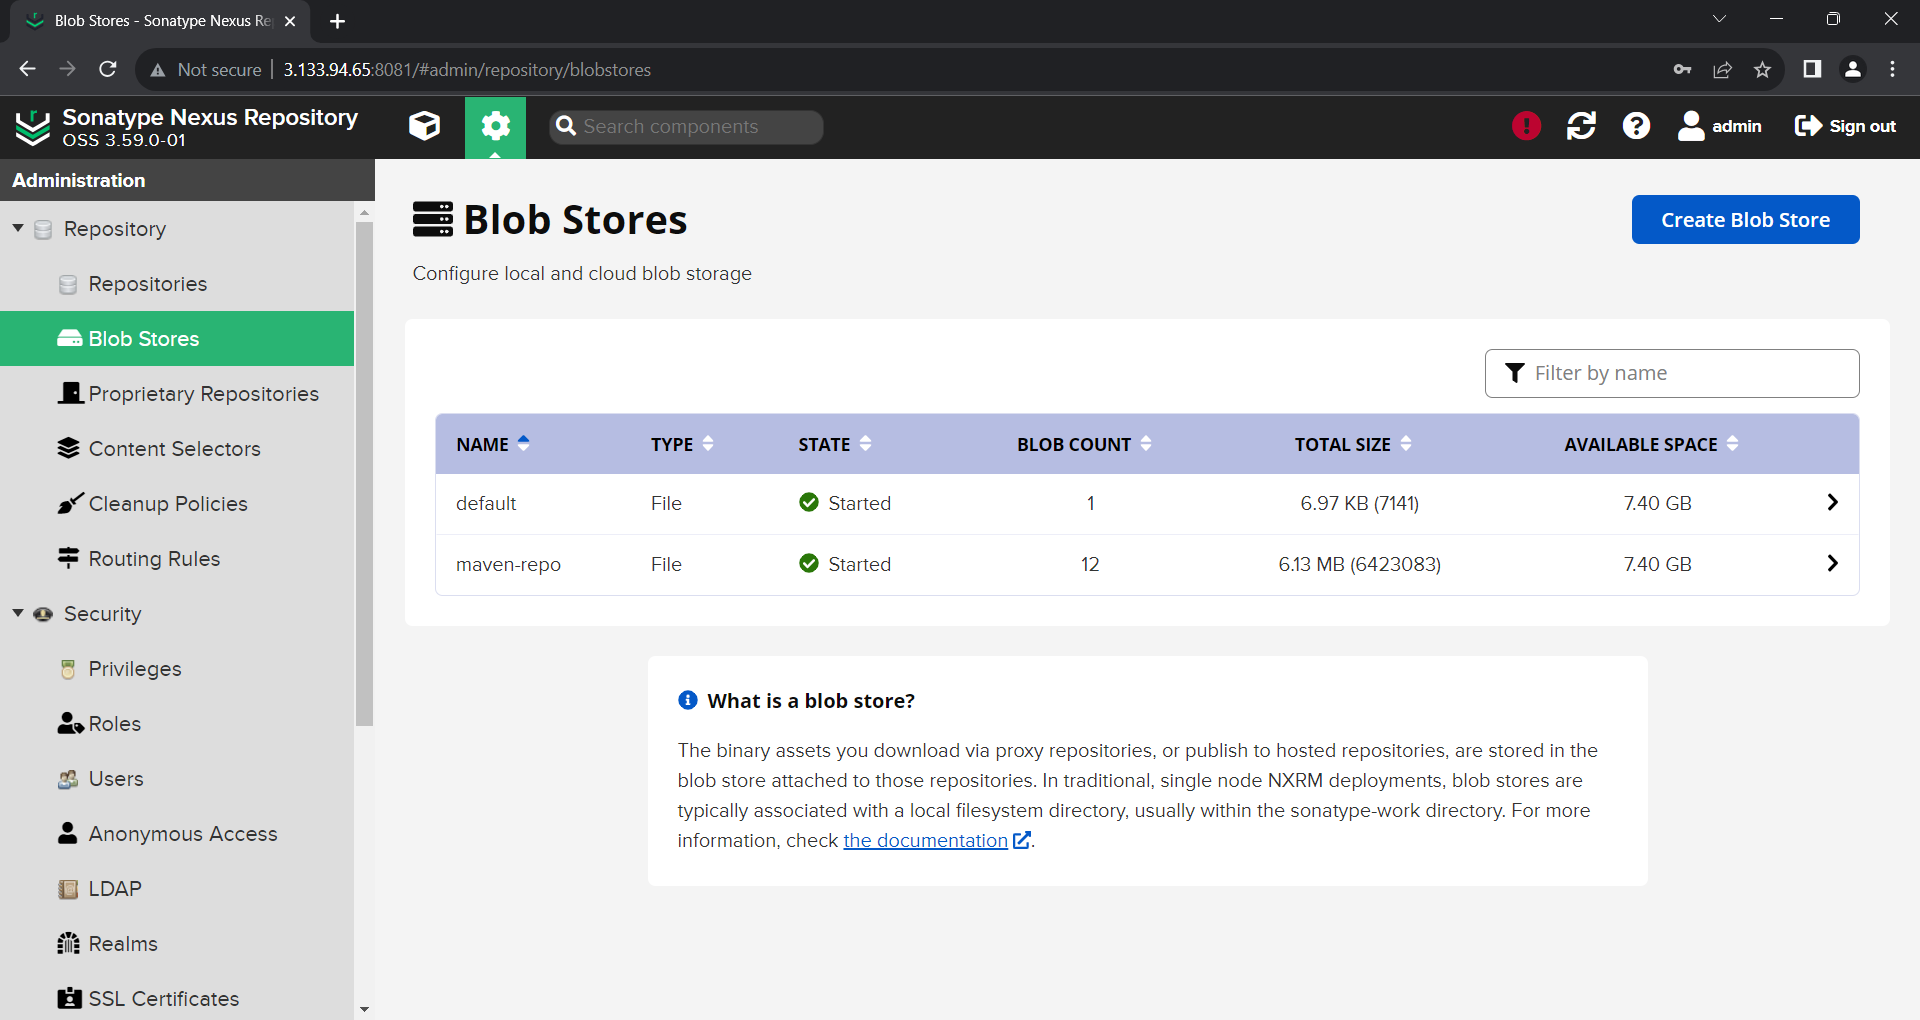 Blob Stores - Sonatype Nexus Re
Not secure
3.133.94.65:8081/#admin/repository/blobstores
Sonatype Nexus Repository
OSS 3.59.0-01
Search components
admin
Sign out
Administration
Repository
Repositories
Blob Stores
Proprietary Repositories
Content Selectors
Cleanup Policies
Routing Rules
Security
Privileges
Roles
Users
Anonymous Access
LDAP
Realms
SSL Certificates
Blob Stores
Create Blob Store
Configure local and cloud blob storage
Filter by name
NAME TYPE STATE BLOB COUNT TOTAL SIZE AVAILABLE SPACE
default File Started 1 6.97 KB (7141) 7.40 GB
maven-repo File Started 12 6.13 MB (6423083) 7.40 GB
What is a blob store?
The binary assets you download via proxy repositories, or publish to hosted repositories, are stored in the
blob store attached to those repositories. In traditional, single node NXRM deployments, blob stores are
typically associated with a local filesystem directory, usually within the sonatype-work directory. For more
information, check the documentation.